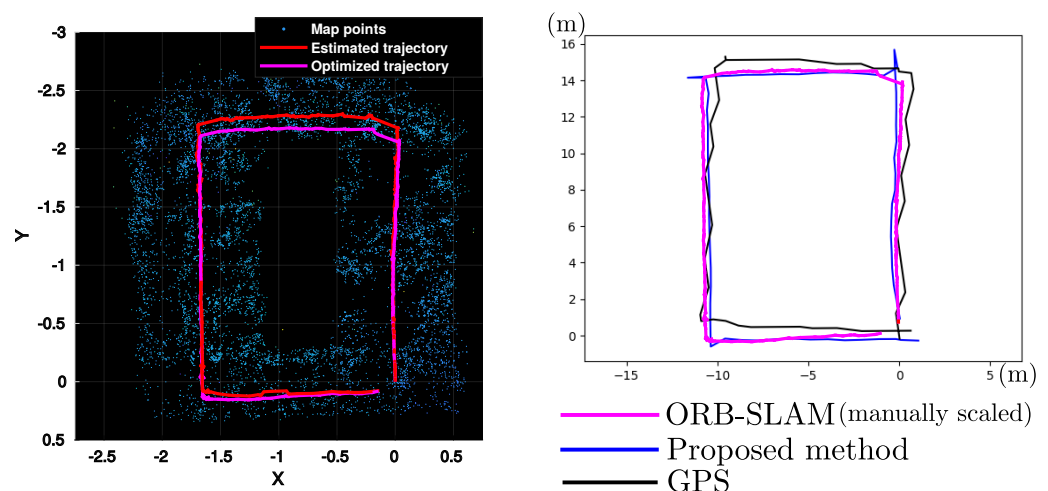 Map points
Estimated trajectory
Optimized trajectory
-3
-2.5
-2
-1.5
-1
-0.5
0
0.5
Y
-2.5 -2 -1.5 -1 -0.5 0 0.5
X
(m)
16
14
12
10
8
6
4
2
0
−15 −10 −5 0 5 (m)
ORB-SLAM (manually scaled)
Proposed method
GPS